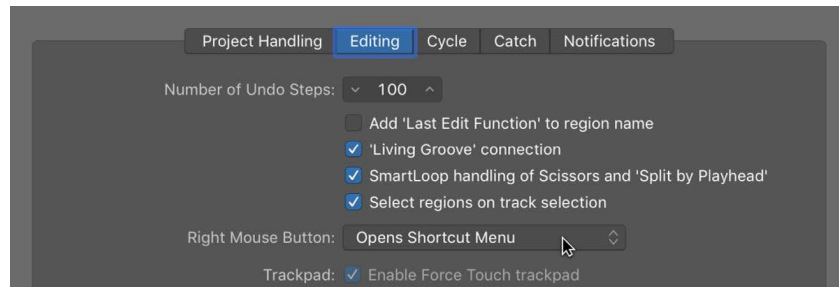 Project Handling Editing Cycle Catch Notifications
Number of Undo Steps: 100
Add 'Last Edit Function' to region name
'Living Groove' connection
SmartLoop handling of Scissors and 'Split by Playhead'
Select regions on track selection
Right Mouse Button: Opens Shortcut Menu
Trackpad: Enable Force Touch trackpad